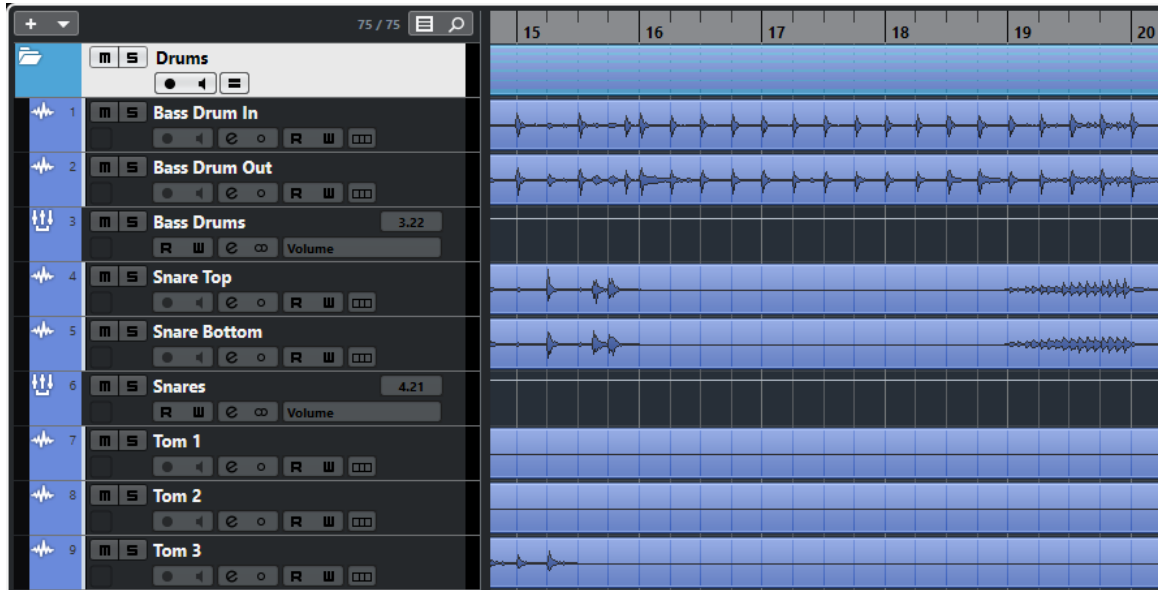 75 / 75
15 16 17 18 19 20
m S Drums
1 m S Bass Drum In
e R W
2 m S Bass Drum Out
e R W
3 m S Bass Drums 3.22
R W e Volume
4 m S Snare Top
e R W
5 m S Snare Bottom
e R W
6 m S Snares 4.21
R W e Volume
7 m S Tom 1
e R W
8 m S Tom 2
e R W
9 m S Tom 3
e R W